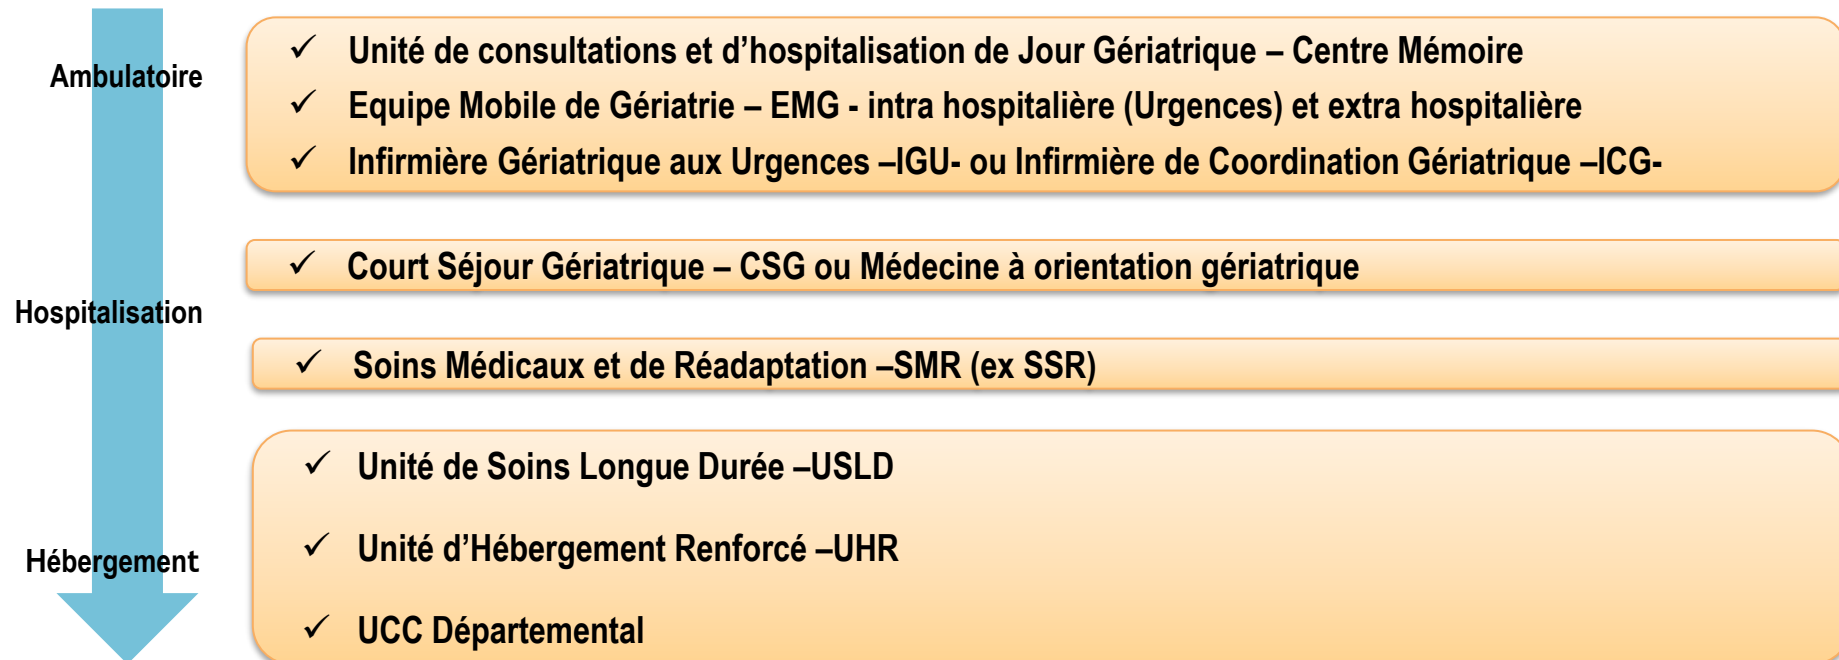 Ambulatoire
✓ Unité de consultations et d’hospitalisation de Jour Gériatrique – Centre Mémoire
✓ Equipe Mobile de Gériatrie – EMG - intra hospitalière (Urgences) et extra hospitalière
✓ Infirmière Gériatrique aux Urgences –IGU- ou Infirmière de Coordination Gériatrique –ICG-
Hospitalisation
✓ Court Séjour Gériatrique – CSG ou Médecine à orientation gériatrique
✓ Soins Médicaux et de Réadaptation –SMR (ex SSR)
Hébergement
✓ Unité de Soins Longue Durée –USLD
✓ Unité d’Hébergement Renforcé –UHR
✓ UCC Départemental